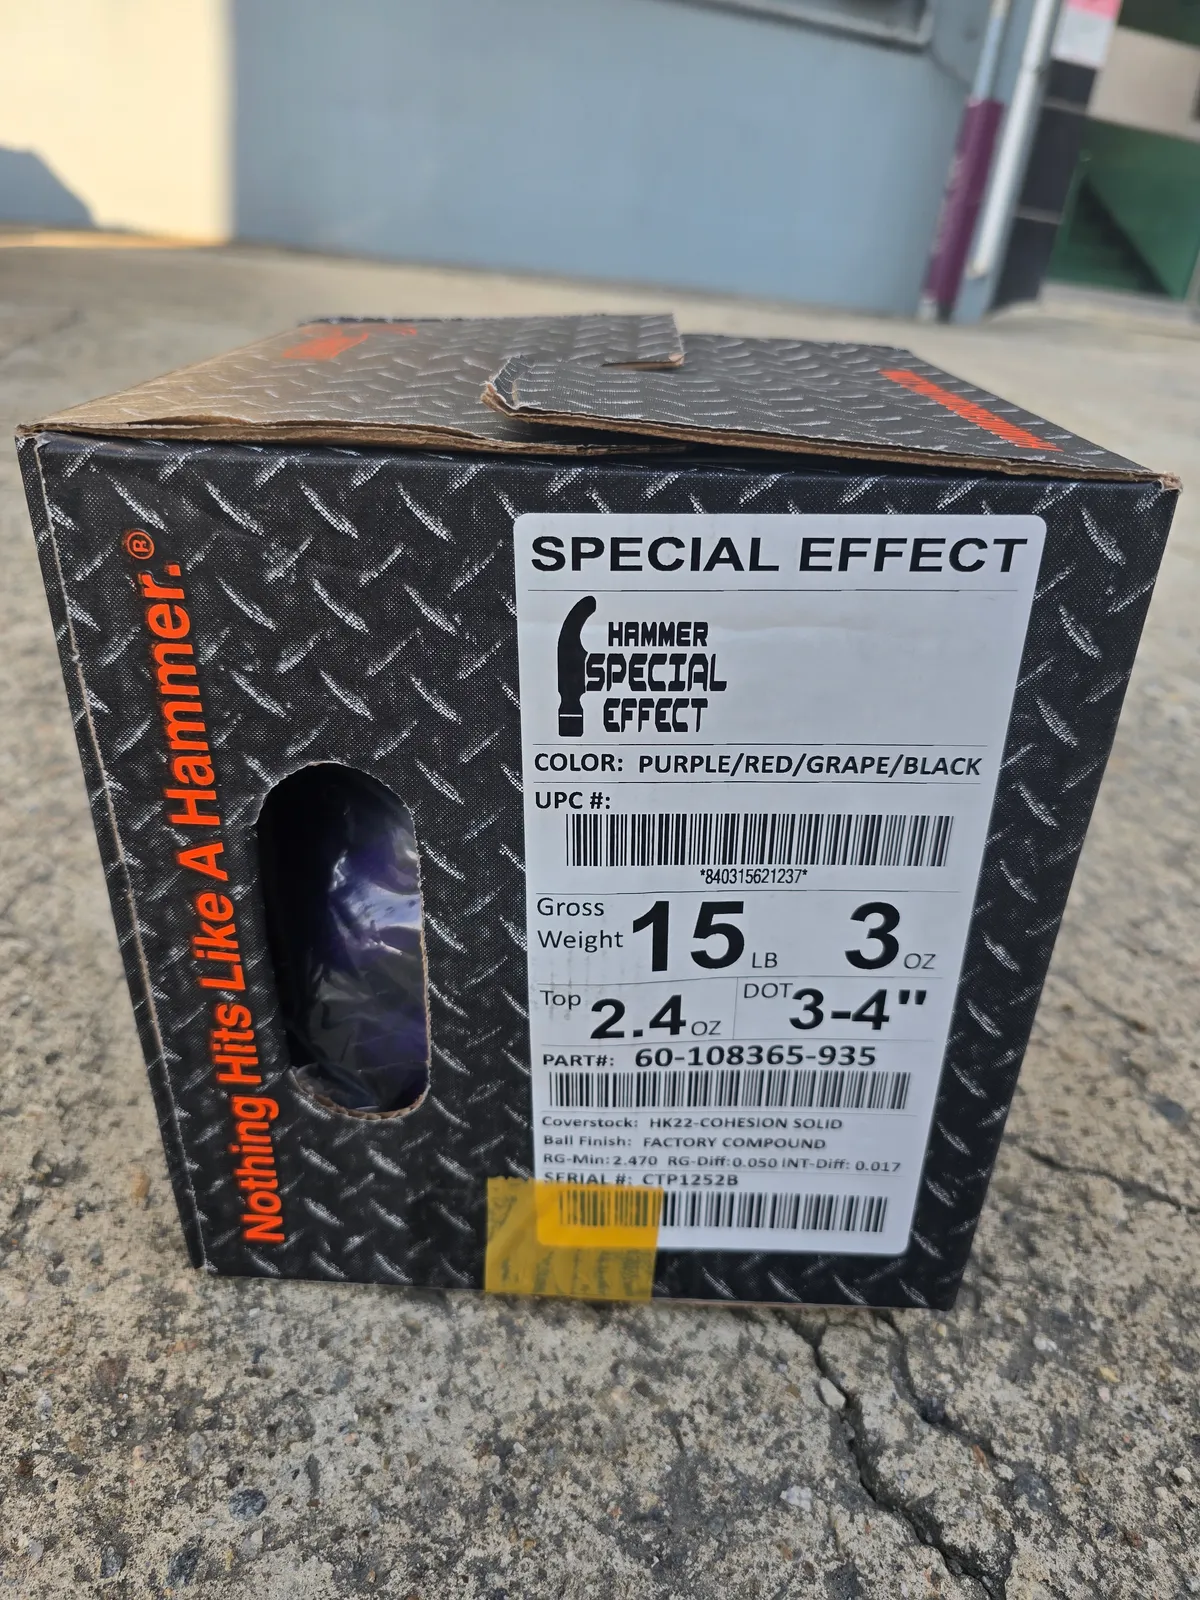 Nothing Hits Like A Hammer.®
SPECIAL EFFECT
HAMMER
SPECIAL
EFFECT
COLOR: PURPLE/RED/GRAPE/BLACK
UPC #:
*840315621237*
Gross Weight 15 LB 3 OZ
Top 2.4 OZ DOT 3-4"
PART#: 60-108365-935
Coverstock: HK22-COHESION SOLID
Ball Finish: FACTORY COMPOUND
RG-Min: 2.470 RG-Diff: 0.050 INT-Diff: 0.017
SERIAL #: CTP1252B